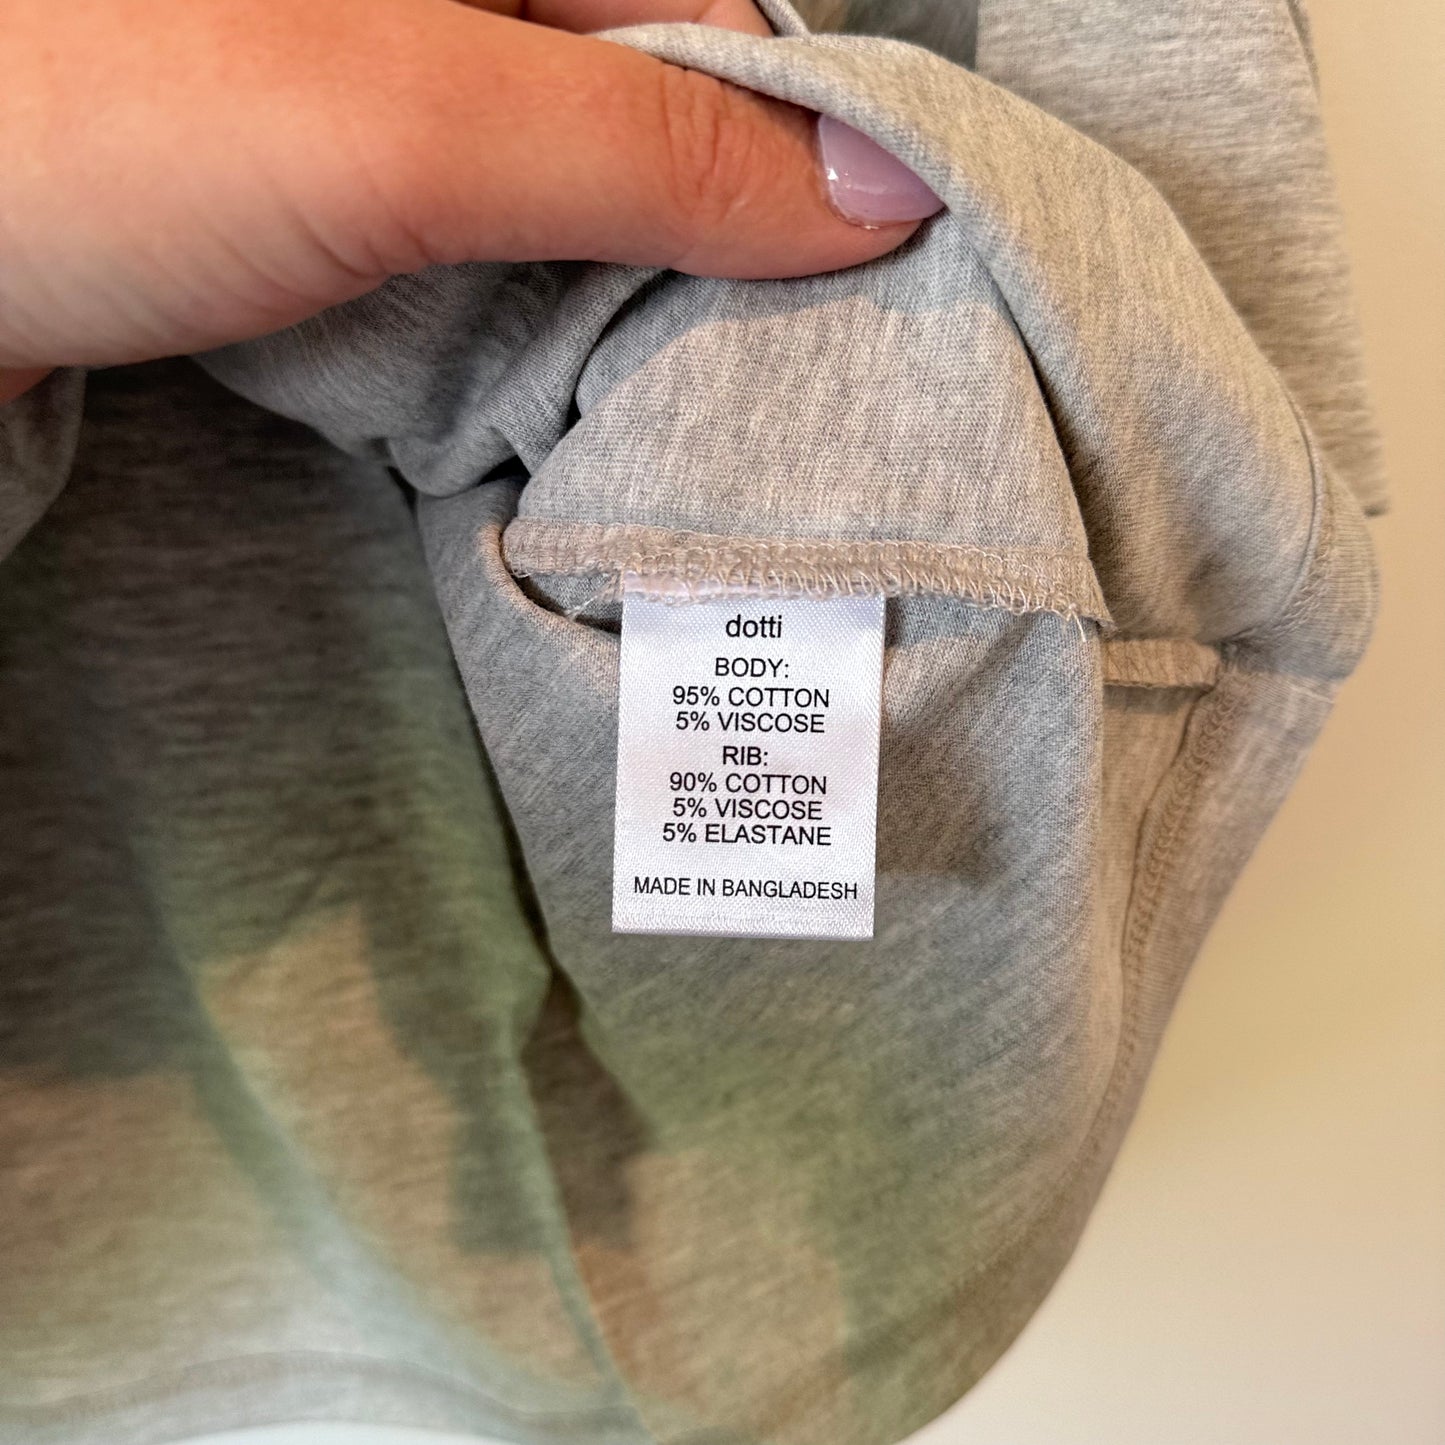 dotti
BODY:
95% COTTON
5% VISCOSE
RIB:
90% COTTON
5% VISCOSE
5% ELASTANE
MADE IN BANGLADESH